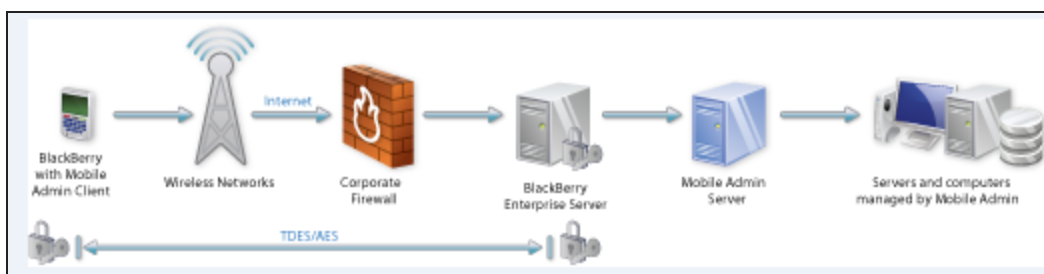 Internet
BlackBerry
with Mobile
Admin Client
Wireless Networks
Corporate
Firewall
BlackBerry
Enterprise Server
Mobile Admin
Server
Servers and computers
managed by Mobile Admin
TDES/AES